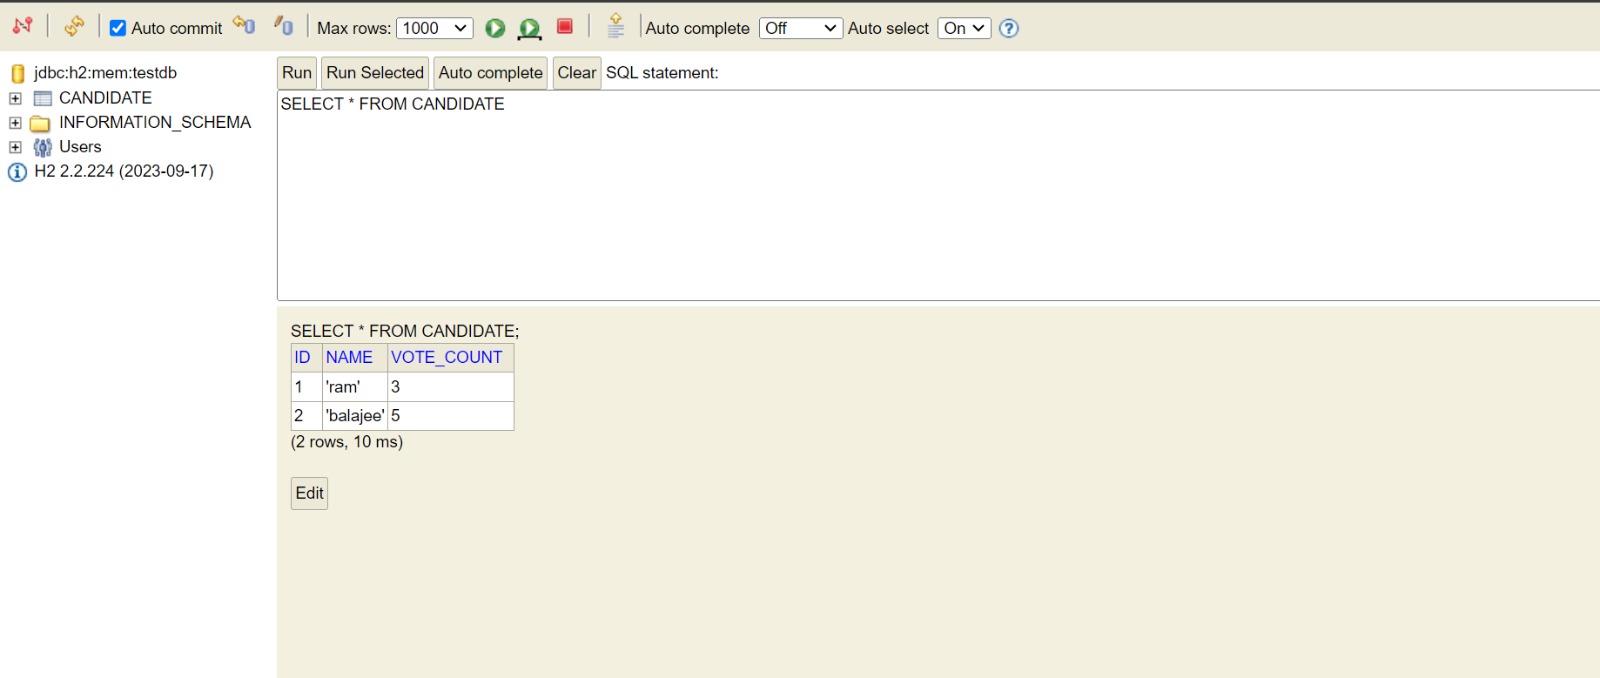 Auto commit Max rows: 1000 Auto complete Off Auto select On ?
jdbc:h2:mem:testdb
CANDIDATE
INFORMATION_SCHEMA
Users
H2 2.2.224 (2023-09-17)
Run Run Selected Auto complete Clear SQL statement:
SELECT * FROM CANDIDATE
SELECT * FROM CANDIDATE;
ID NAME VOTE_COUNT
1 'ram' 3
2 'balajee' 5
(2 rows, 10 ms)
Edit